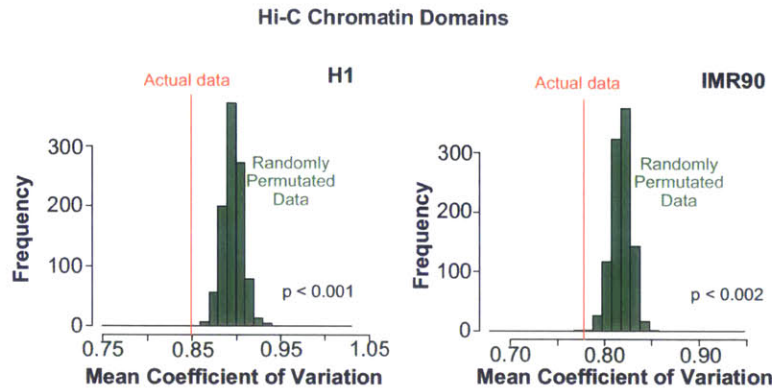 Hi-C Chromatin Domains
Actual data
H1
Randomly
Permutated
Data
p < 0.001
Frequency
300
200
100
0
0.75
0.85
0.95
1.05
Mean Coefficient of Variation
Actual data
IMR90
Randomly
Permutated
Data
p < 0.002
Frequency
300
200
100
0
0.70
0.80
0.90
Mean Coefficient of Variation